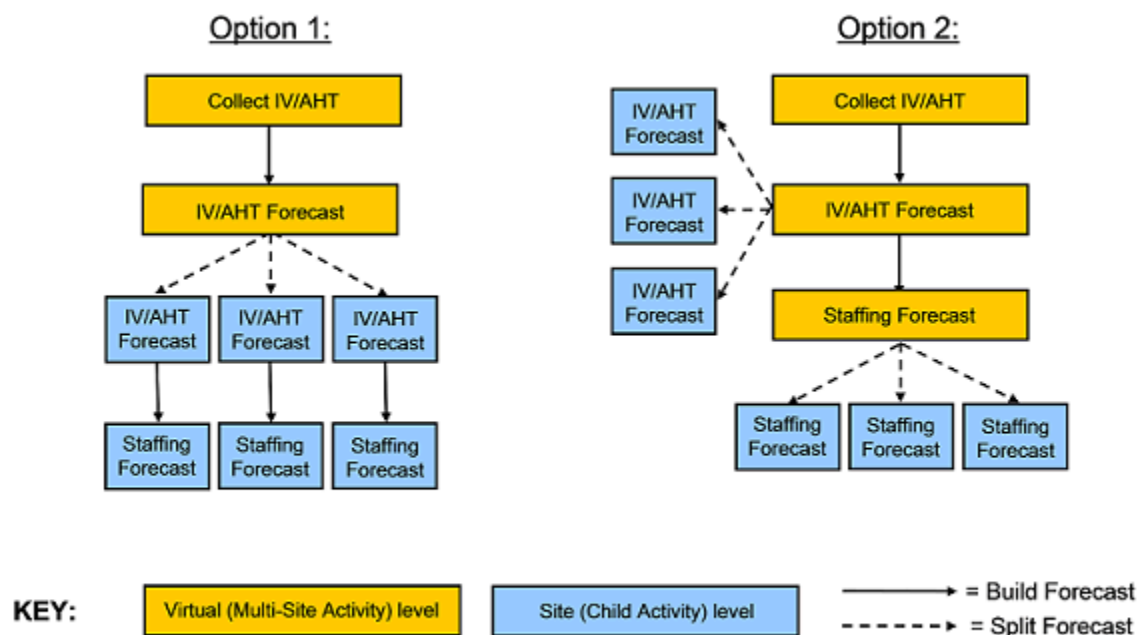 Option 1:
Collect IV/AHT
IV/AHT Forecast
IV/AHT
Forecast
IV/AHT
Forecast
IV/AHT
Forecast
Staffing
Forecast
Staffing
Forecast
Staffing
Forecast
Option 2:
Collect IV/AHT
IV/AHT
Forecast
IV/AHT
Forecast
IV/AHT
Forecast
IV/AHT Forecast
Staffing Forecast
Staffing
Forecast
Staffing
Forecast
Staffing
Forecast
KEY:
Virtual (Multi-Site Activity) level
Site (Child Activity) level
= Build Forecast
= Split Forecast